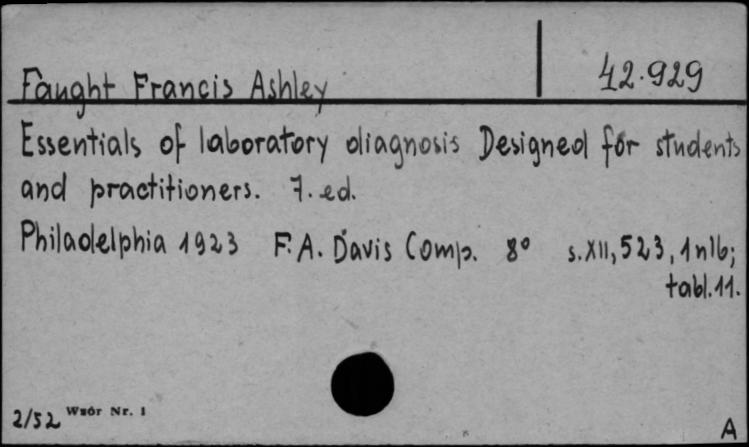 42.929
Faught Francis Ashley
Essentials of laboratory diagnosis Designed for students
and practitioners. 7. ed.
Philadelphia 1923 F. A. Davis Comp. 8° s. XII, 523, 1 nlb;
tabl. 11.
2/52 Wzór Nr. 1
A